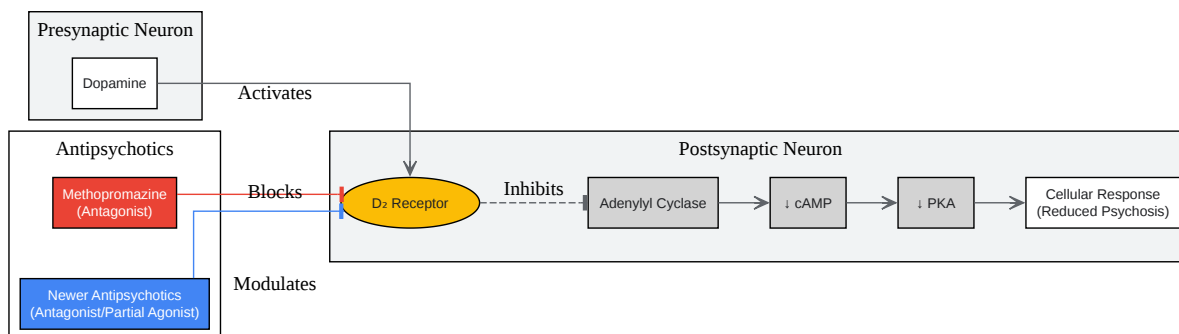 Presynaptic Neuron
Dopamine
Activates
Antipsychotics
Methopromazine
(Antagonist)
Blocks
Newer Antipsychotics
(Antagonist/Partial Agonist)
Modulates
Postsynaptic Neuron
D₂ Receptor
Inhibits
Adenylyl Cyclase
↓ cAMP
↓ PKA
Cellular Response
(Reduced Psychosis)